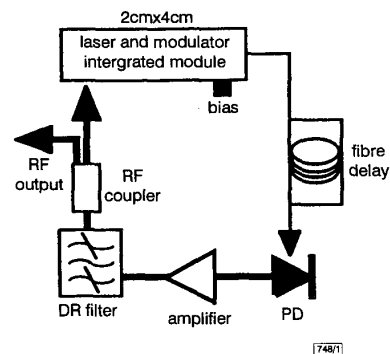 2cmx4cm
laser and modulator
intergrated module
bias
RF
output
RF
coupler
fibre
delay
DR filter
amplifier
PD
748/1